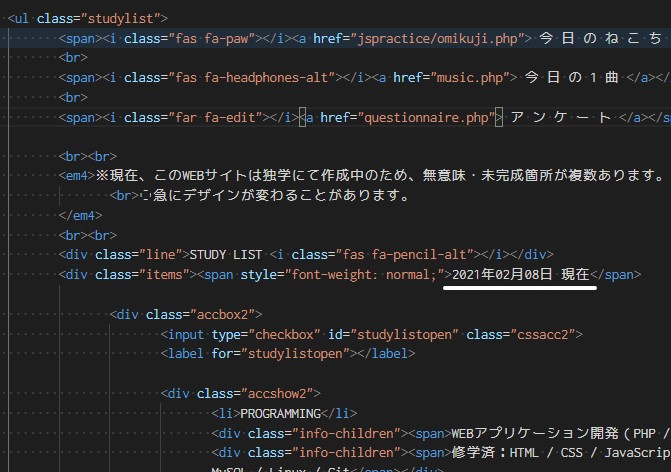 <ul class="studylist">
<span><i class="fas fa-paw"></i><a href="jspractice/omikuji.php"> 今 日 の ね こ ち
<br>
<span><i class="fas fa-headphones-alt"></i><a href="music.php"> 今 日 の 1 曲 </a></
<br>
<span><i class="far fa-edit"></i><a href="questionnaire.php"> ア ン ケ ー ト </a></s
<br><br>
<em4>※現在、このWEBサイトは独学にて作成中のため、無意味・未完成箇所が複数あります。
<br>急にデザインが変わることがあります。
</em4>
<br><br>
<div class="line">STUDY LIST <i class="fas fa-pencil-alt"></i></div>
<div class="items"><span style="font-weight: normal;">2021年02月08日 現在</span>
<div class="accbox2">
<input type="checkbox" id="studylistopen" class="cssacc2">
<label for="studylistopen"></label>
<div class="accshow2">
<li>PROGRAMMING</li>
<div class="info-children"><span>WEBアプリケーション開発 ( PHP /
<div class="info-children"><span>修学済：HTML / CSS / JavaScrip
MySQL / Linux / Git</span></div>